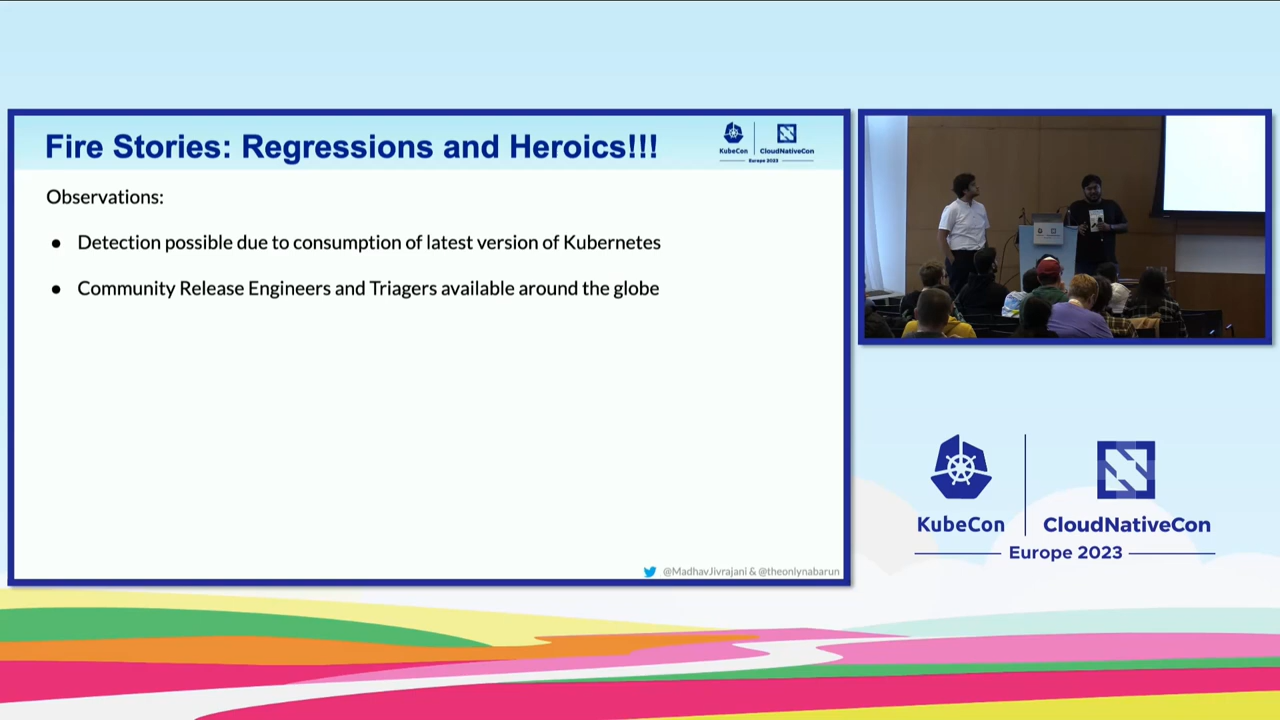 Fire Stories: Regressions and Heroics!!!
KubeCon
CloudNativeCon
Europe 2023
Observations:
● Detection possible due to consumption of latest version of Kubernetes
● Community Release Engineers and Triagers available around the globe
@MadhavJivrajani & @theonlynabarun
KubeCon
CloudNativeCon
Europe 2023